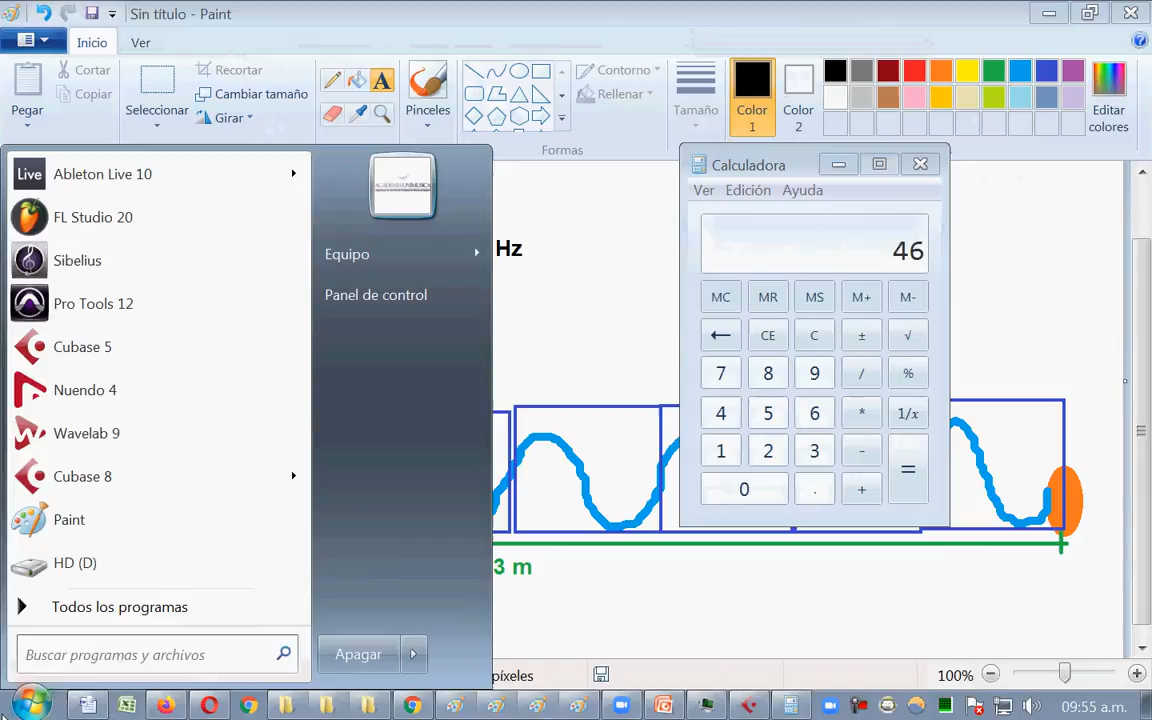 Sin título - Paint
Inicio
Ver
Pegar
Cortar
Copiar
Seleccionar
Recortar
Cambiar tamaño
Girar
A
Pinceles
Contorno
Rellenar
Formas
Tamaño
Color
1
Color
2
Editar
colores
Live
Ableton Live 10
FL Studio 20
Sibelius
Pro Tools 12
Cubase 5
Nuendo 4
Wavelab 9
Cubase 8
Paint
HD (D)
Todos los programas
Buscar programas y archivos
Equipo
Panel de control
Apagar
Hz
3 m
Calculadora
Ver
Edición
Ayuda
46
MC MR MS M+ M-
← CE C ± √
7 8 9 / %
4 5 6 * 1/x
1 2 3 - =
0 . +
píxeles
100%
09:55 a.m.